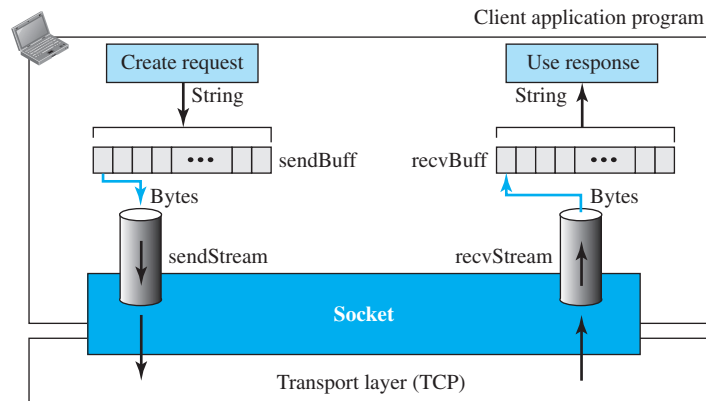 Client application program
Create request
Use response
String
String
sendBuff
recvBuff
Bytes
Bytes
sendStream
recvStream
Socket
Transport layer (TCP)